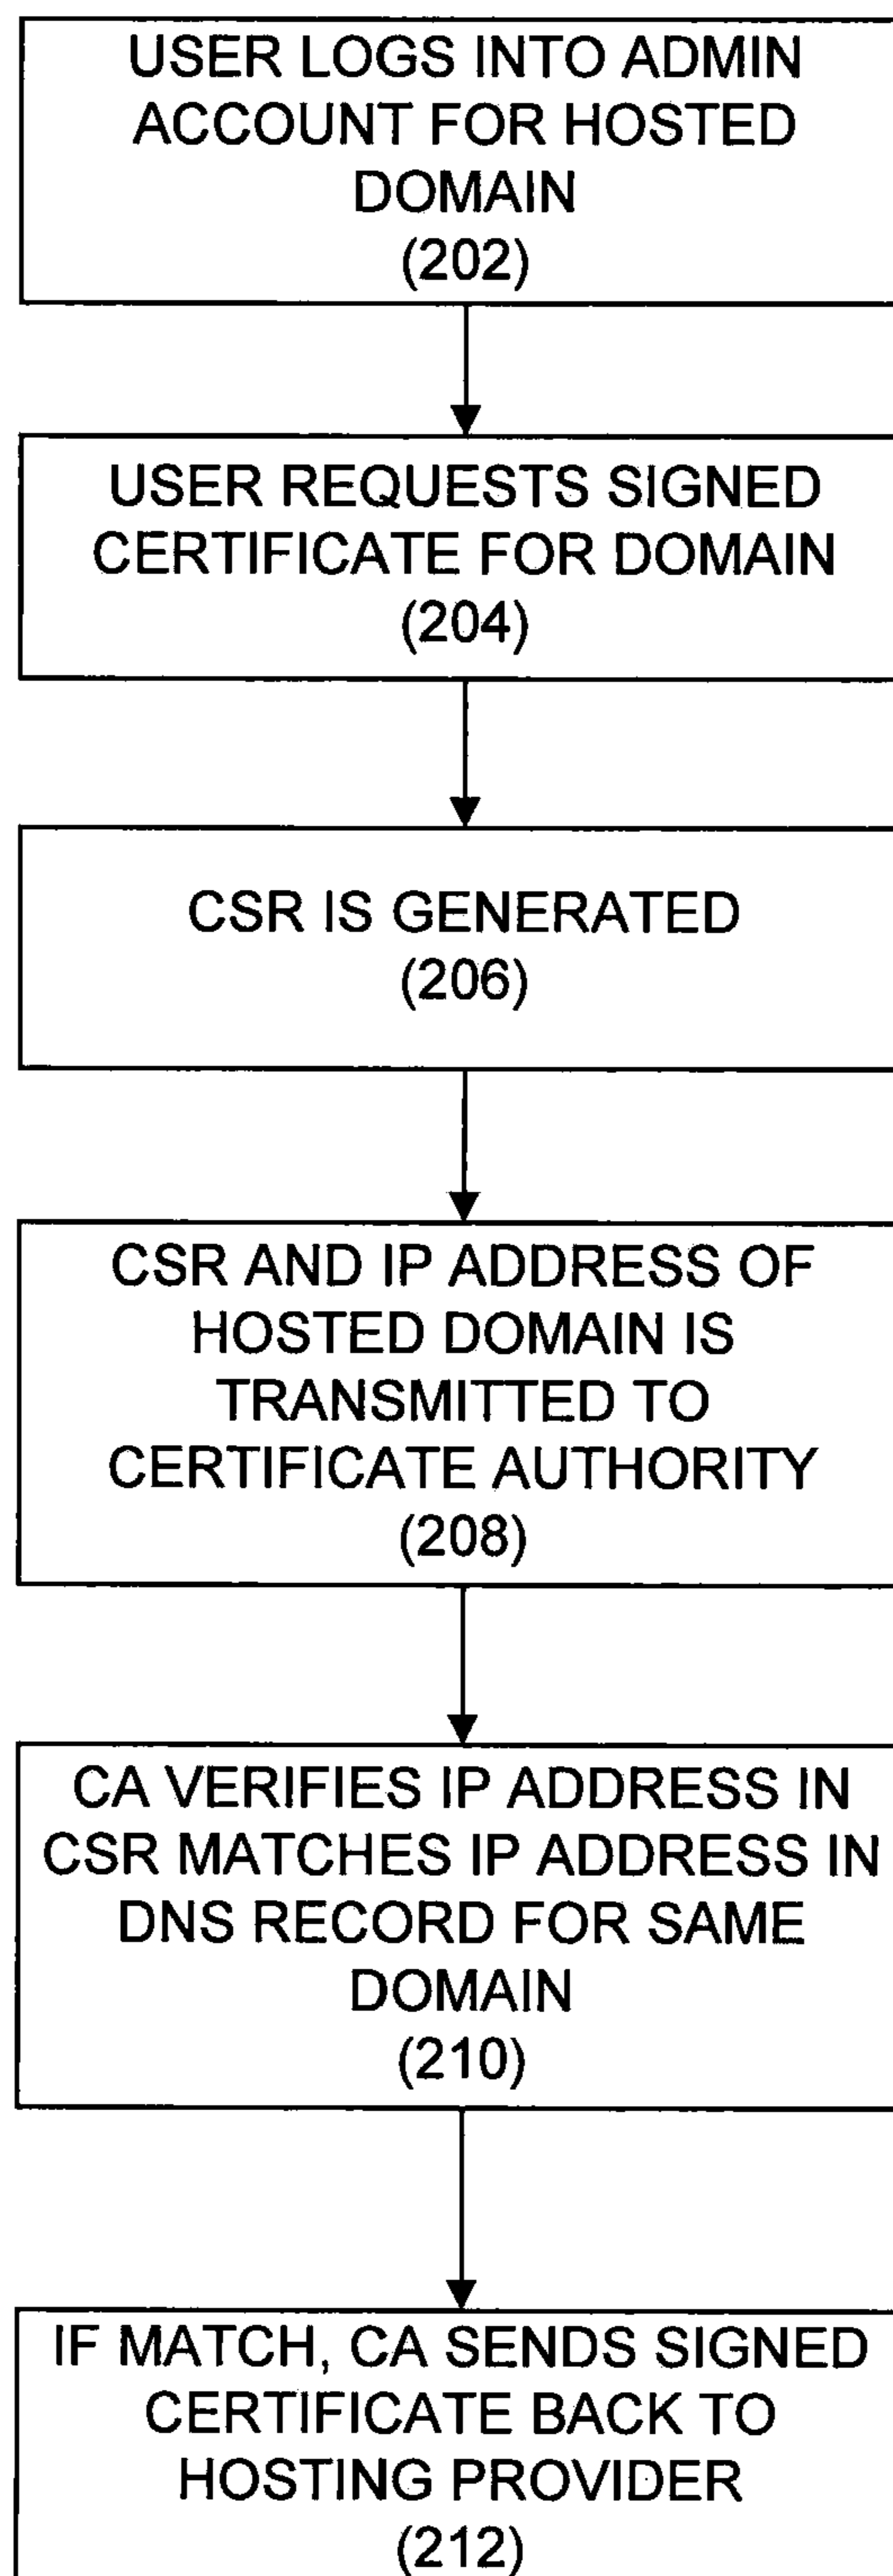 USER LOGS INTO ADMIN
ACCOUNT FOR HOSTED
DOMAIN
(202)
USER REQUESTS SIGNED
CERTIFICATE FOR DOMAIN
(204)
CSR IS GENERATED
(206)
CSR AND IP ADDRESS OF
HOSTED DOMAIN IS
TRANSMITTED TO
CERTIFICATE AUTHORITY
(208)
CA VERIFIES IP ADDRESS IN
CSR MATCHES IP ADDRESS IN
DNS RECORD FOR SAME
DOMAIN
(210)
IF MATCH, CA SENDS SIGNED
CERTIFICATE BACK TO
HOSTING PROVIDER
(212)